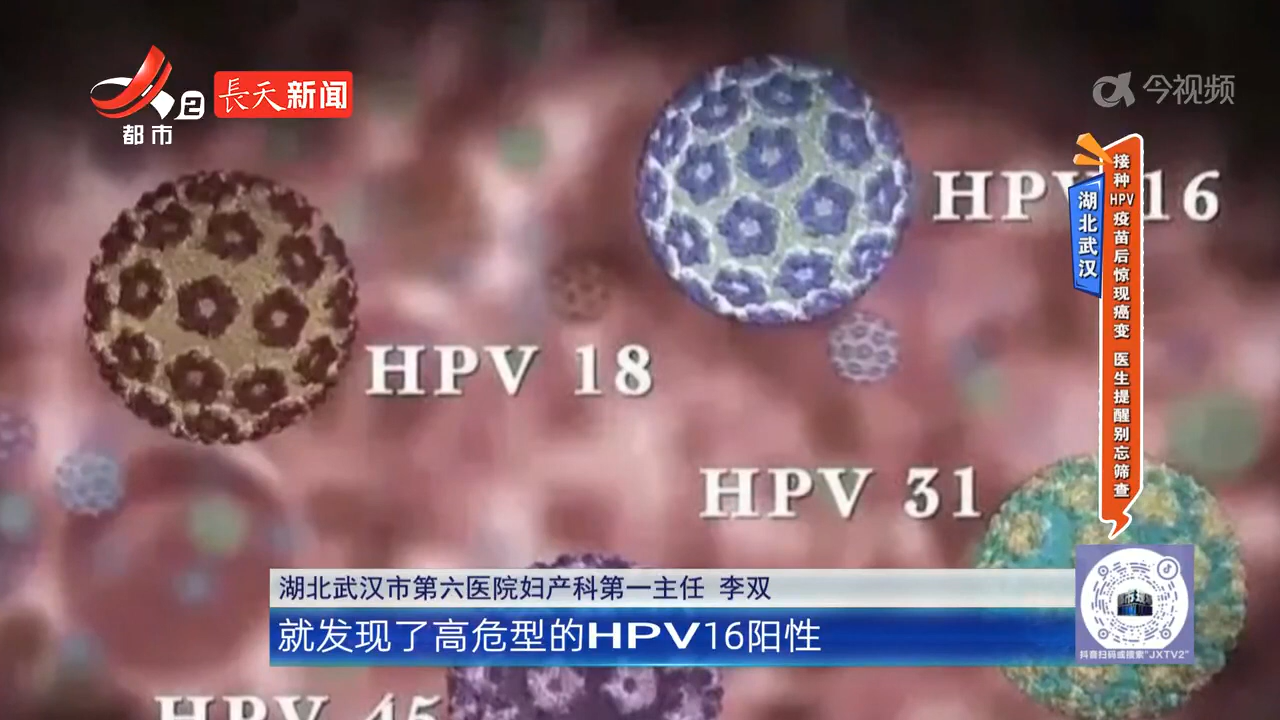 2
都市
長天新闻
今视频
接种HPV疫苗后惊现癌变 医生提醒别忘筛查
湖北武汉
HPV 16
HPV 18
HPV 31
湖北武汉市第六医院妇产科第一主任 李双
就发现了高危型的HPV16阳性
抖音扫码或搜索"JXTV2"
HPV 45